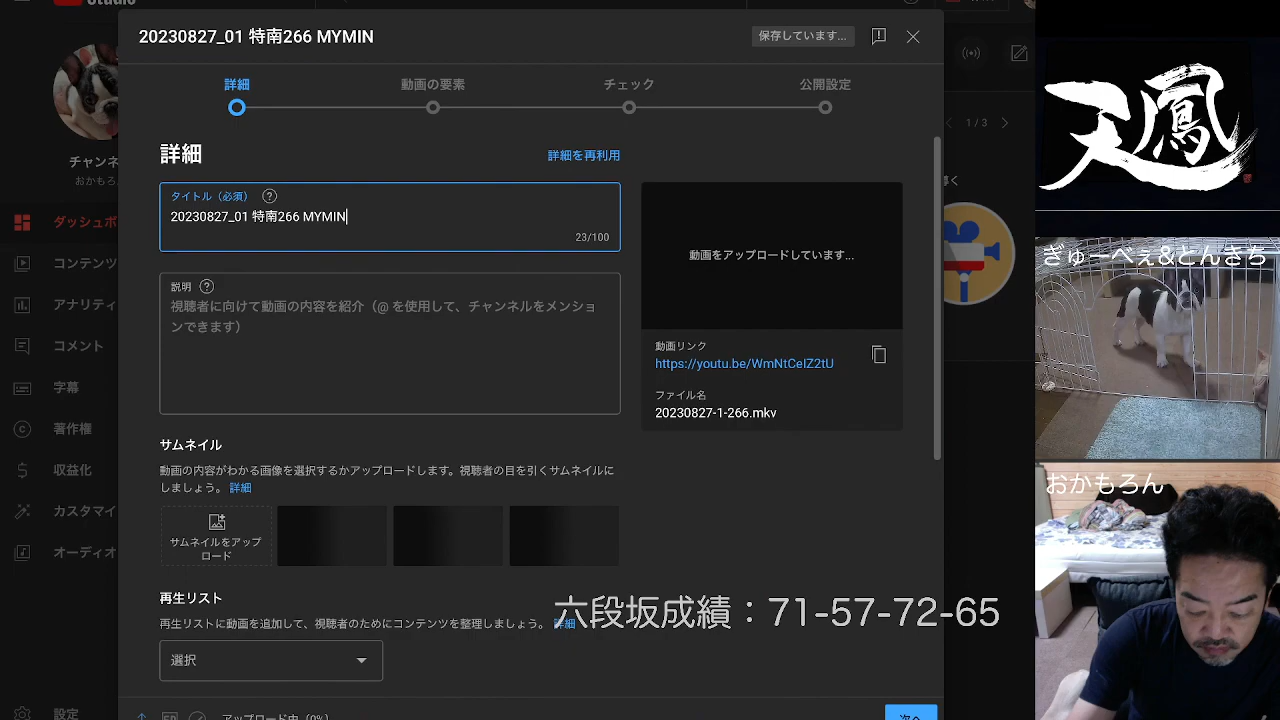 Studio
20230827_01 特南266 MYMIN
保存しています...
詳細
動画の要素
チェック
公開設定
1 / 3
チャンネ
おかもろ
ダッシュボ
コンテンツ
アナリティ
コメント
字幕
著作権
収益化
カスタマイ
オーディオ
設定
詳細
詳細を再利用
タイトル（必須）
20230827_01 特南266 MYMIN
23/100
説明
視聴者に向けて動画の内容を紹介（@ を使用して、チャンネルをメンショ
ンできます）
動画をアップロードしています...
動画リンク
https://youtu.be/WmNtCeIZ2tU
ファイル名
20230827-1-266.mkv
サムネイル
動画の内容がわかる画像を選択するかアップロードします。視聴者の目を引くサムネイルに
しましょう。 詳細
サムネイルをアップ
ロード
再生リスト
再生リストに動画を追加して、視聴者のためにコンテンツを整理しましょう。 詳細
選択
アップロード中（0%）
次へ
六段坂成績：71-57-72-65
天鳳
ぎゅーべぇ&とんきち
おかもろん